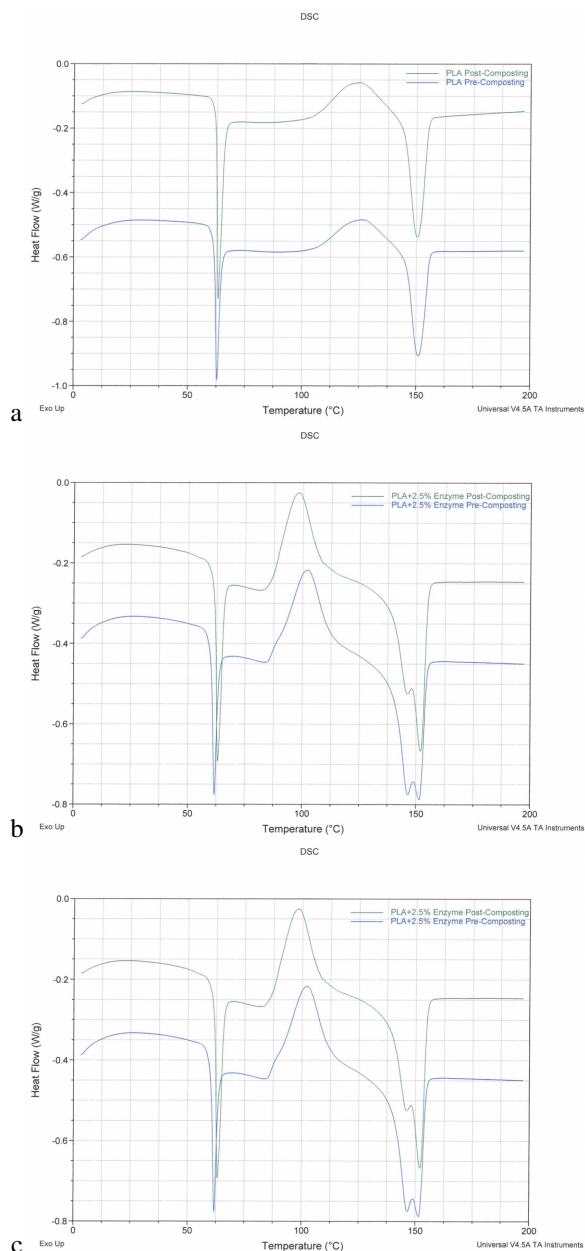 DSC
0.0
PLA Post-Composting
PLA Pre-Composting
-0.2
-0.4
-0.6
-0.8
-1.0
Heat Flow (W/g)
0
50
100
150
200
a
Exo Up
Temperature (°C)
Universal V4.5A TA Instruments
DSC
0.0
PLA+2.5% Enzyme Post-Composting
PLA+2.5% Enzyme Pre-Composting
-0.2
-0.4
-0.6
-0.8
Heat Flow (W/g)
0
50
100
150
200
b
Exo Up
Temperature (°C)
Universal V4.5A TA Instruments
DSC
0.0
PLA+2.5% Enzyme Post-Composting
PLA+2.5% Enzyme Pre-Composting
-0.2
-0.4
-0.6
-0.8
Heat Flow (W/g)
0
50
100
150
200
c
Exo Up
Temperature (°C)
Universal V4.5A TA Instruments